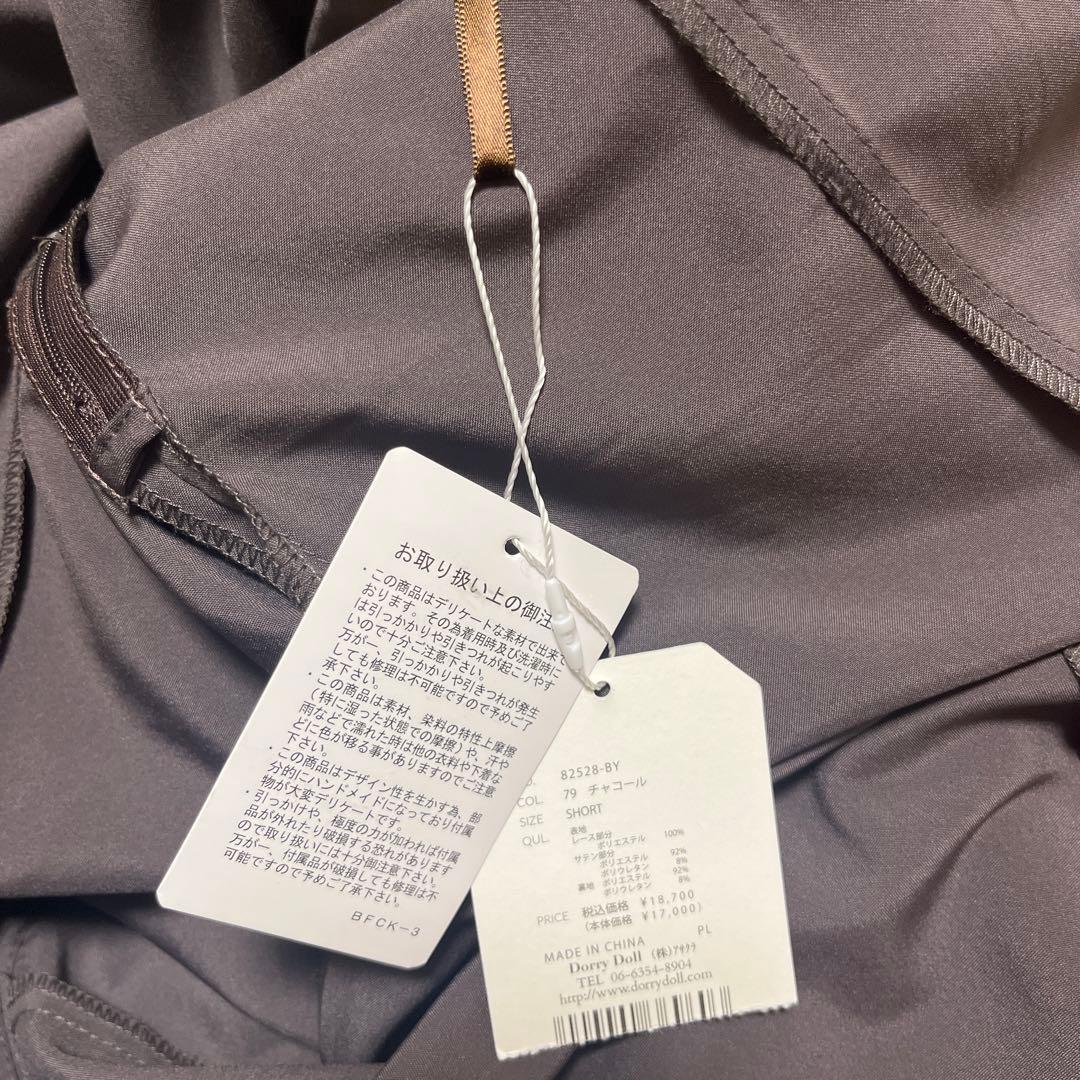 お取り扱い上の御注
・この商品はデリケートな素材で出来て
おります。その為着用時及び洗濯時に
は引っかかりや引きつれが起こりやす
いので十分ご注意下さい。
万が一、引っかかりや引きつれが発生
しても修理は不可能ですので予めご了
承下さい。
・この商品は素材、染料の特性上摩擦
（特に湿った状態での摩擦）や、汗や
雨などで濡れた時は他の衣料や下着な
どに色が移る事がありますのでご注意
下さい。
・この商品はデザイン性を生かす為、部
分的にハンドメイドになっており付属
物が大変デリケートです。
・引っかけや、極度の力が加われば付属
品が外れたり破損する恐れがあります
ので取り扱いには十分御注意下さい。
万が一、付属品が破損しても修理は不
可能ですので予めご了承下さい。
BFCK-3
82528-BY
COL. 79 チャコール
SIZE SHORT
QUL. 表地
レース部分
ポリエステル 100%
サテン部分
ポリエステル 92%
ポリウレタン 8%
裏地 ポリエステル 92%
ポリウレタン 8%
PRICE 税込価格 ¥18,700
(本体価格 ¥17,000)
PL
MADE IN CHINA
Dorry Doll (株)アサクラ
TEL 06-6354-8904
http://www.dorrydoll.com